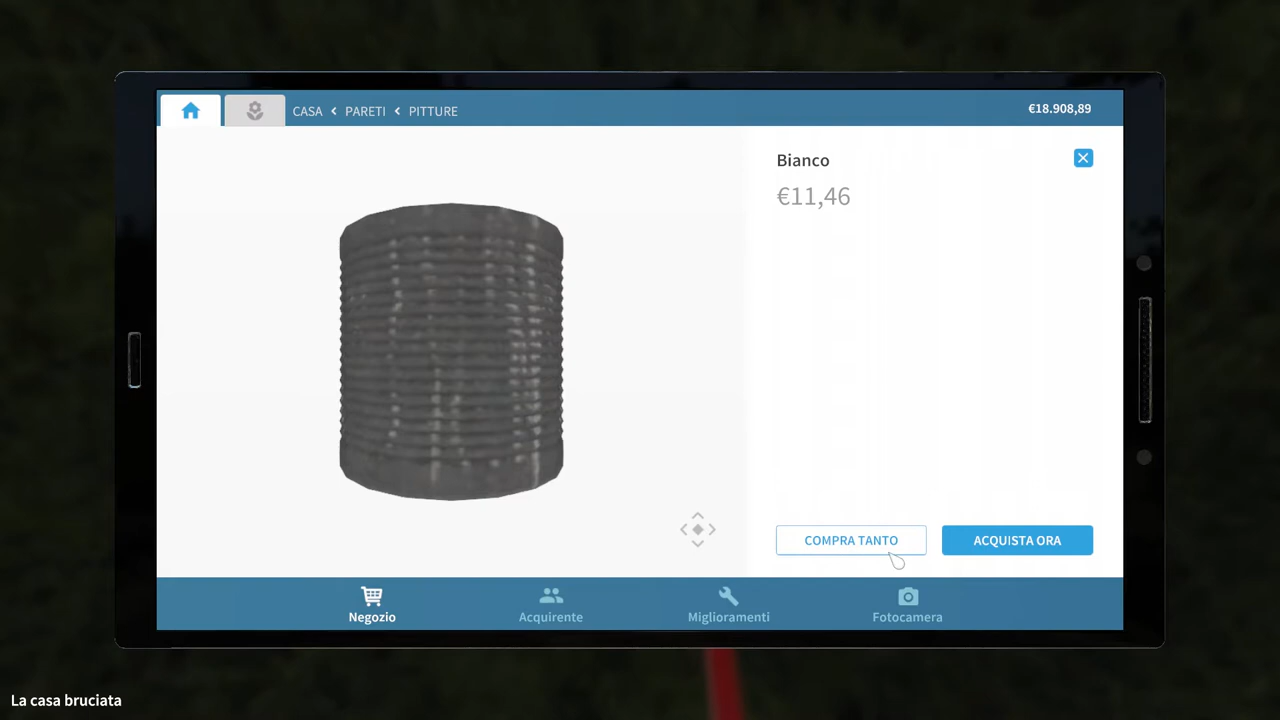 CASA < PARETI < PITTURE
€18.908,89
Bianco
€11,46
COMPRA TANTO
ACQUISTA ORA
Negozio
Acquirente
Miglioramenti
Fotocamera
La casa bruciata